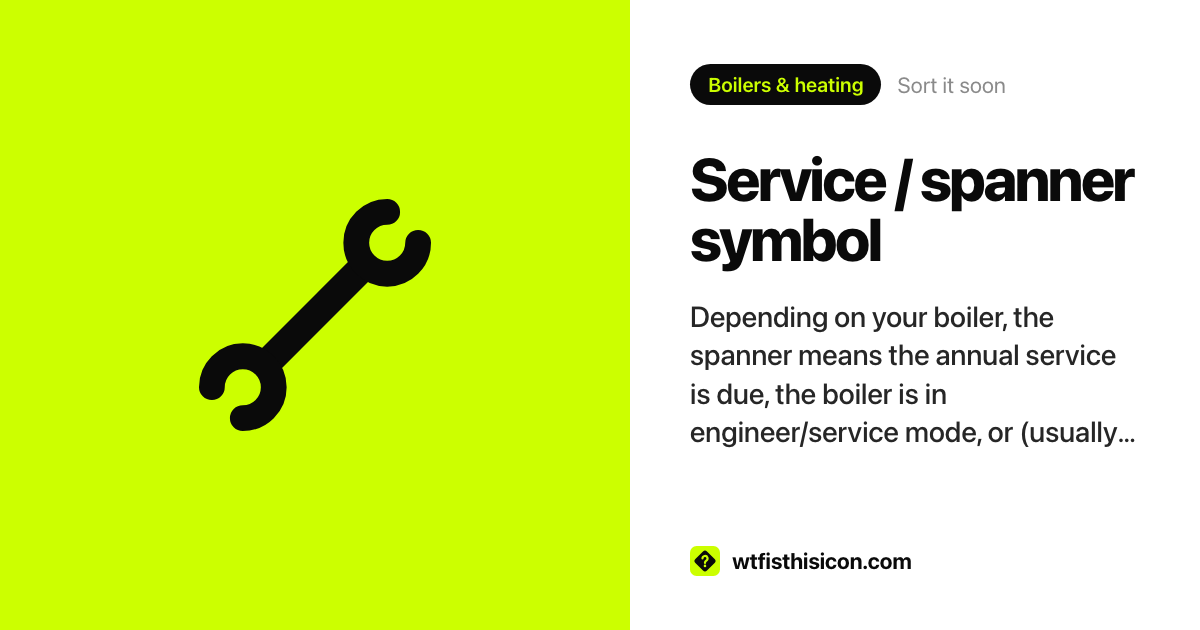 Boilers & heating
Sort it soon
Service / spanner
symbol
Depending on your boiler, the
spanner means the annual service
is due, the boiler is in
engineer/service mode, or (usually…
?
wtfisthisicon.com